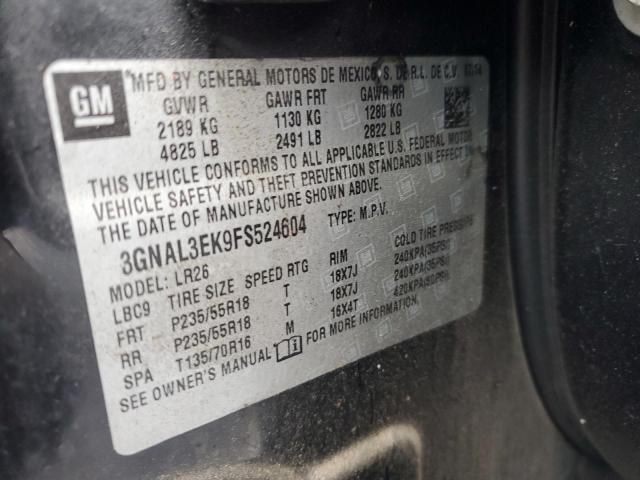 GM
MFD BY GENERAL MOTORS DE MEXICO, S. DE R.L. DE C.V. 07/14
GVWR GAWR FRT GAWR RR
2189 KG 1130 KG 1280 KG
4825 LB 2491 LB 2822 LB
THIS VEHICLE CONFORMS TO ALL APPLICABLE U.S. FEDERAL MOTOR
VEHICLE SAFETY AND THEFT PREVENTION STANDARDS IN EFFECT ON
THE DATE OF MANUFACTURE SHOWN ABOVE.
3GNAL3EK9FS524604 TYPE: M.P.V.
MODEL: LR26
LBC9 TIRE SIZE SPEED RTG RIM COLD TIRE PRESSURE
FRT P235/55R18 T 18X7J 240KPA(35PSI)
RR P235/55R18 T 18X7J 240KPA(35PSI)
SPA T135/70R16 M 16X4T 420KPA(60PSI)
SEE OWNER'S MANUAL FOR MORE INFORMATION.